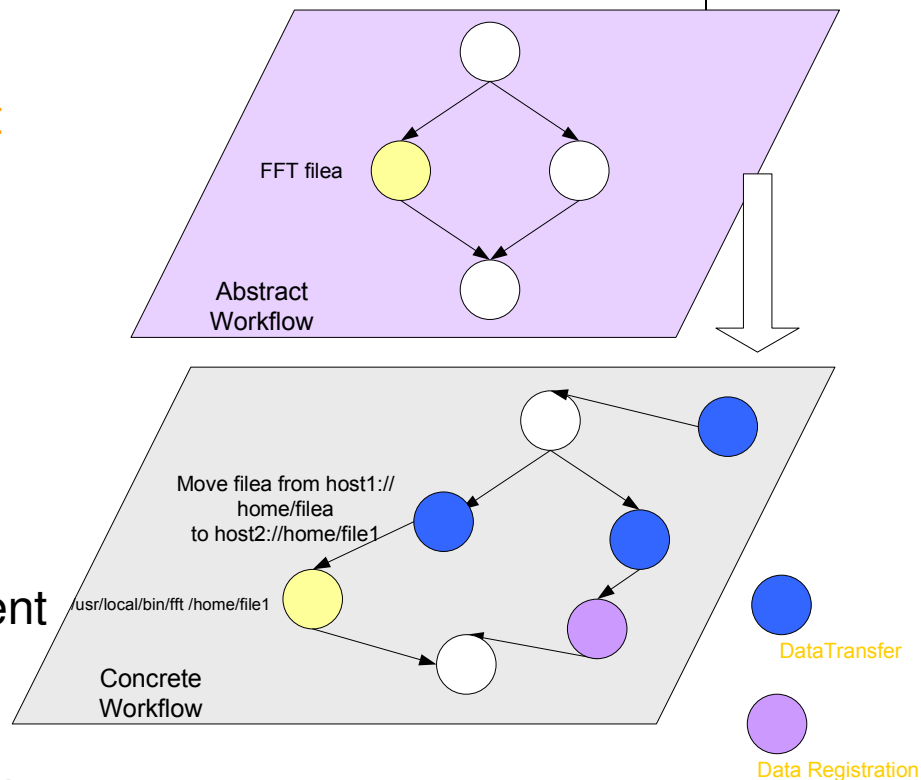 FFT filea
Abstract
Workflow
Move filea from host1://
home/filea
to host2://home/file1
ent
/usr/local/bin/fft /home/file1
Concrete
Workflow
DataTransfer
Data Registration